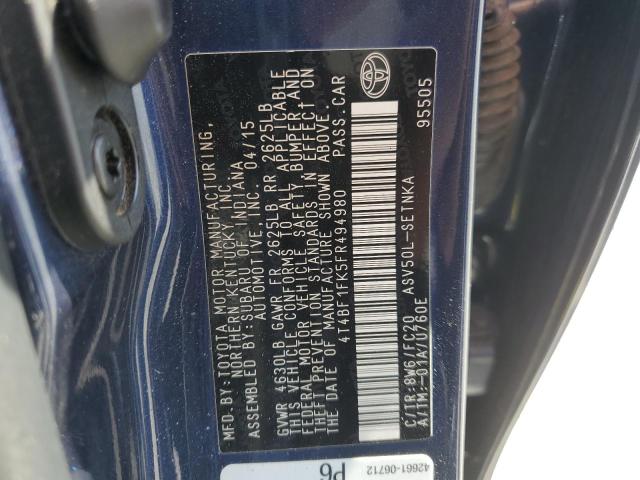 MFD.BY: TOYOTA MOTOR MANUFACTURING,
NORTHERN KENTUCKY, INC.
ASSEMBLED BY: SUBARU OF INDIANA
AUTOMOTIVE, INC. 04/15
GVWR 4630LB GAWR FR 2625LB RR 2625LB
THIS VEHICLE CONFORMS TO ALL APPLICABLE
FEDERAL MOTOR VEHICLE SAFETY, BUMPER AND
THEFT PREVENTION STANDARDS IN EFFECT ON
THE DATE OF MANUFACTURE SHOWN ABOVE.
4T4BF1FK5FR494980 PASS.CAR
C/TR:8W6/FC20 ASV50L-SETNKA
A/TM:-01A/U760E 95505
42661-06712
P6